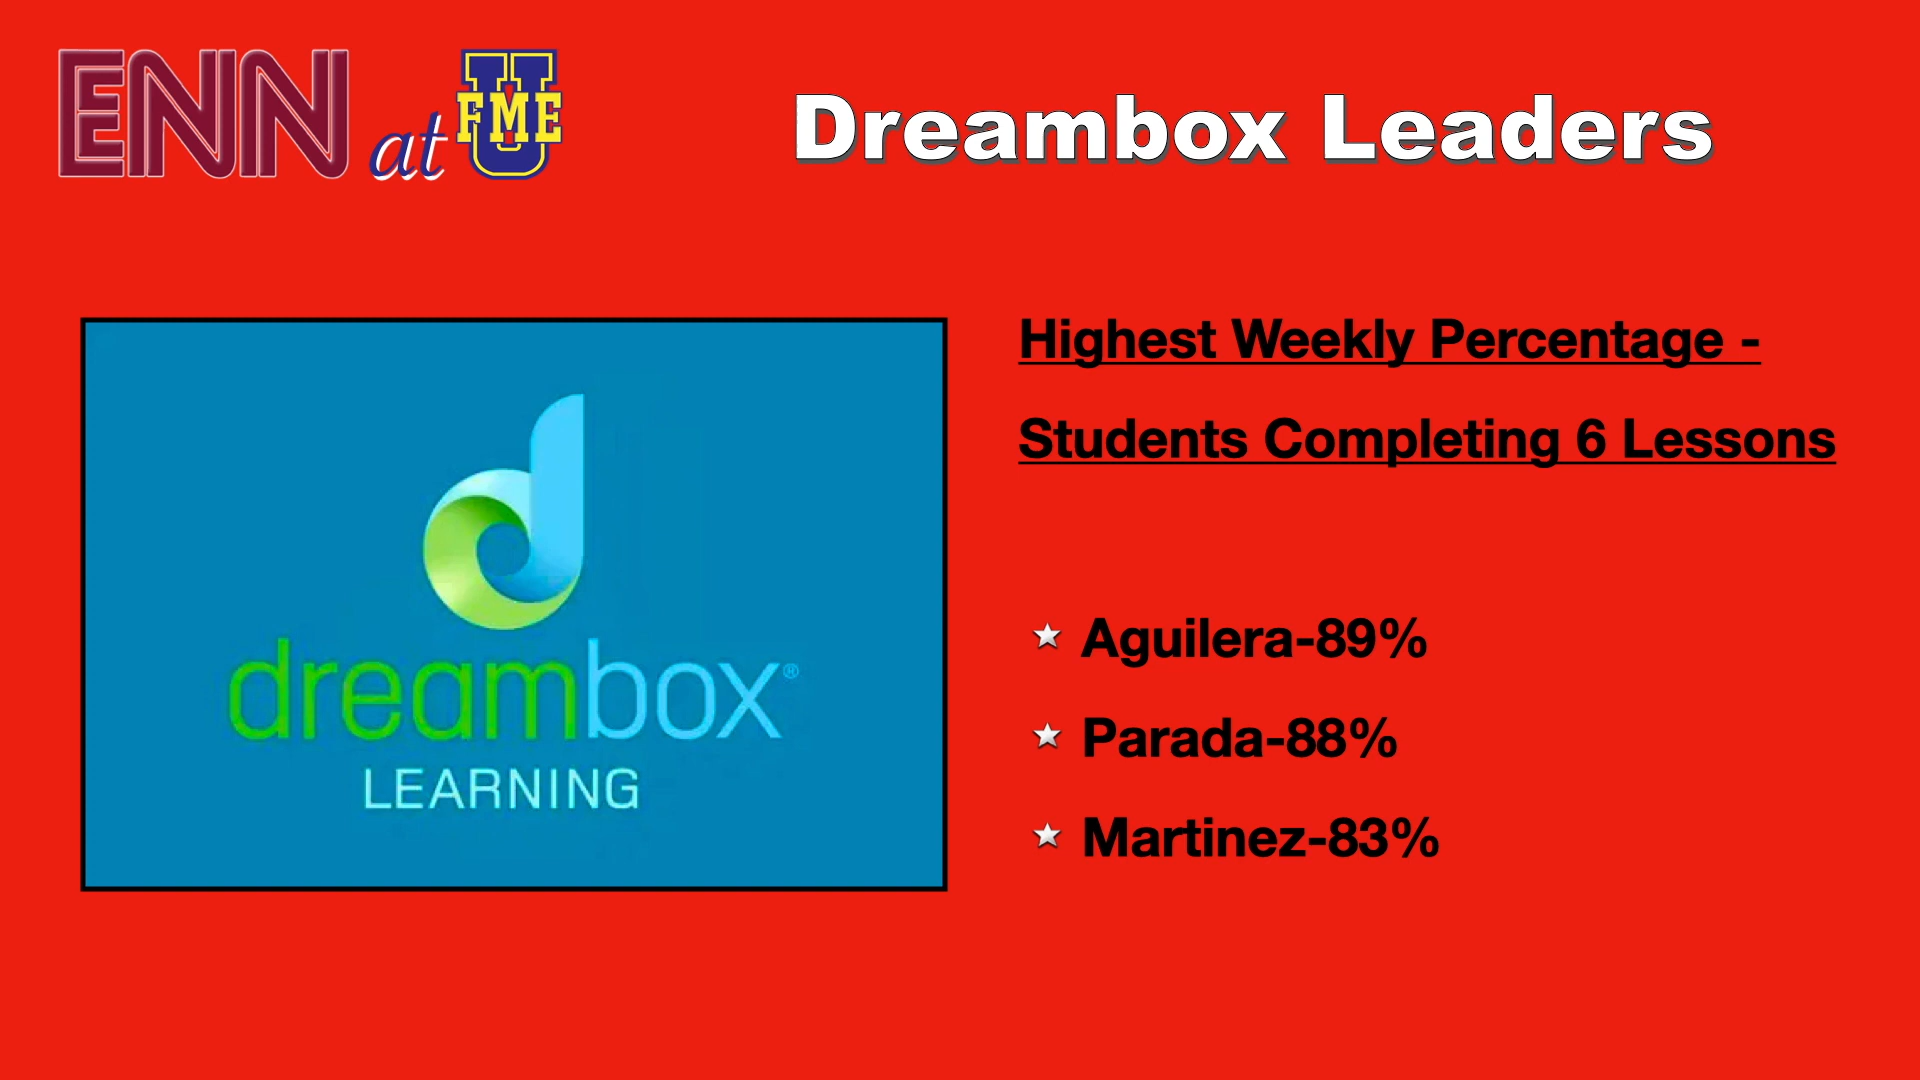 ENN at U FME
Dreambox Leaders
Highest Weekly Percentage -
Students Completing 6 Lessons
dreambox®
LEARNING
Aguilera-89%
Parada-88%
Martinez-83%